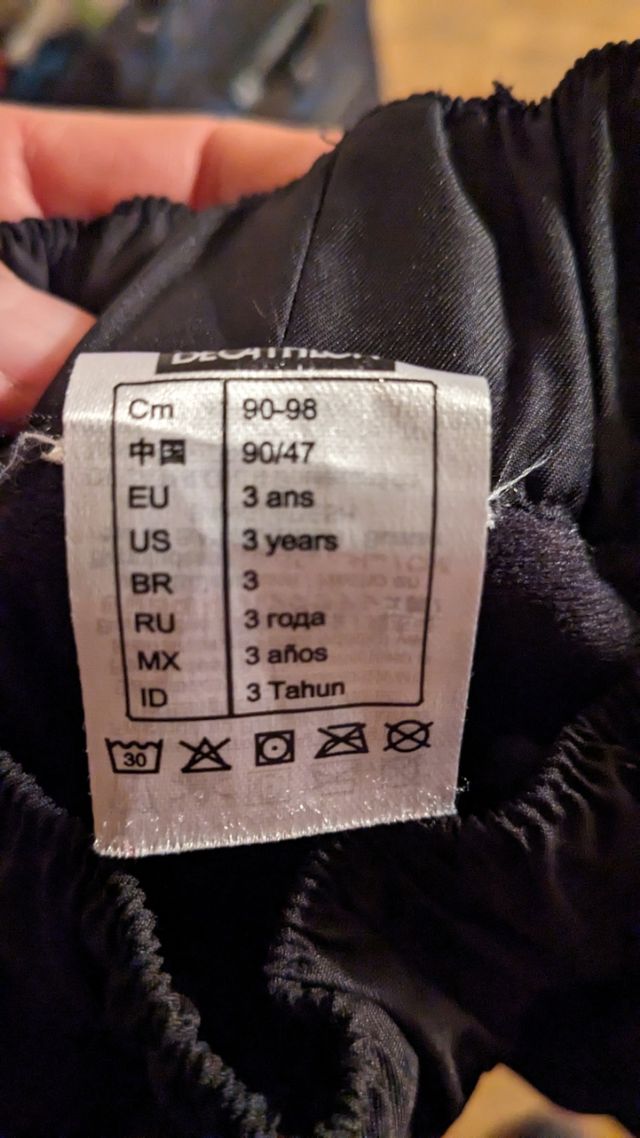 DECATHLON
Cm 90-98
中国 90/47
EU 3 ans
US 3 years
BR 3
RU 3 года
MX 3 años
ID 3 Tahun
30